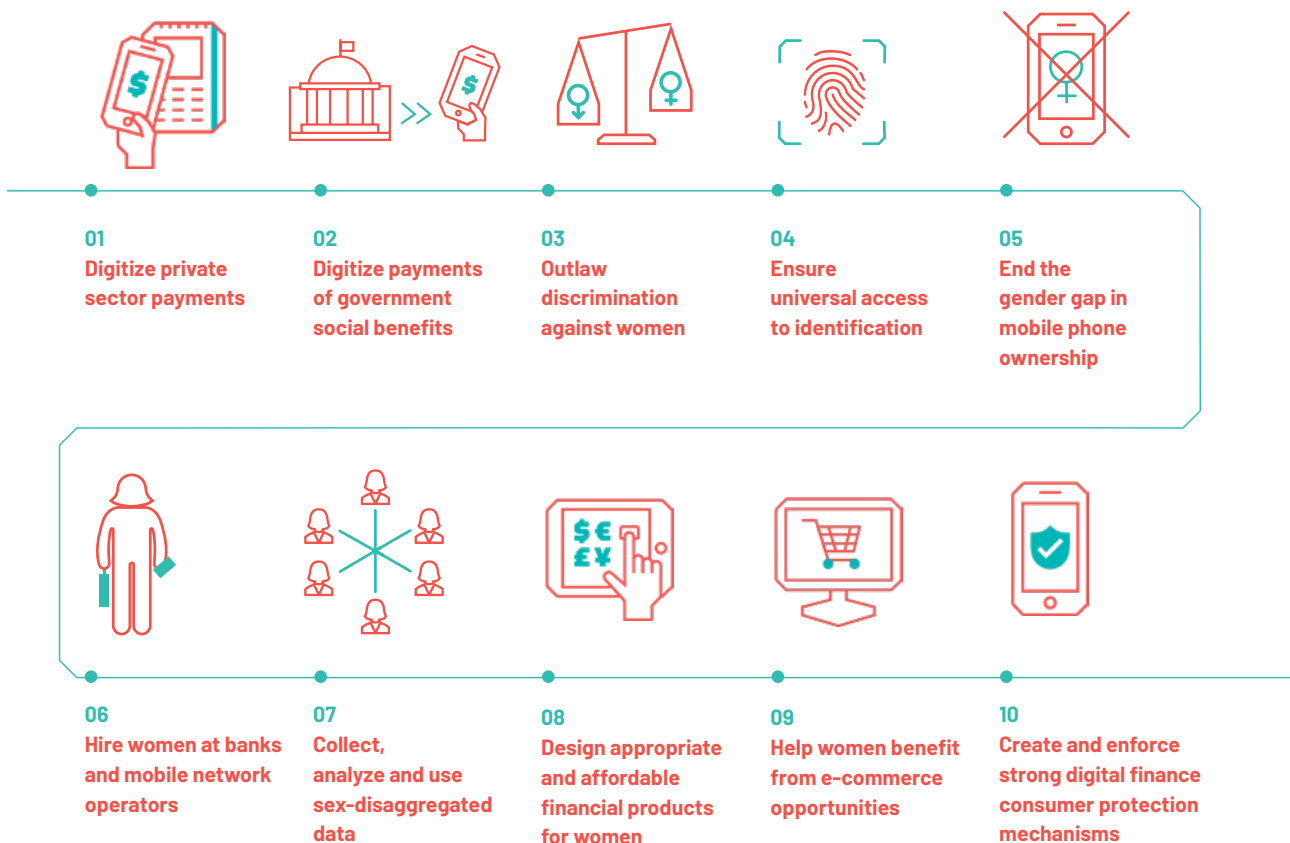 01
Digitize private
sector payments
02
Digitize payments
of government
social benefits
03
Outlaw
discrimination
against women
04
Ensure
universal access
to identification
05
End the
gender gap in
mobile phone
ownership
06
Hire women at banks
and mobile network
operators
07
Collect,
analyze and use
sex-disaggregated
data
08
Design appropriate
and affordable
financial products
for women
09
Help women benefit
from e-commerce
opportunities
10
Create and enforce
strong digital finance
consumer protection
mechanisms
$
$
$ €
£ ¥